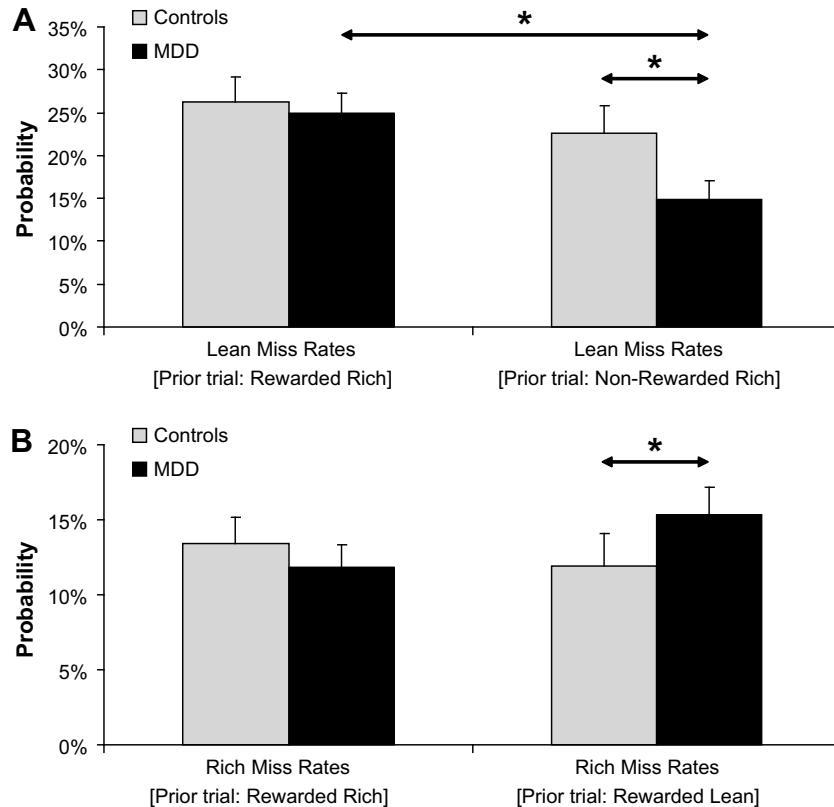 A
Controls
MDD
*
*
35%
30%
25%
20%
15%
10%
5%
0%
Probability
Lean Miss Rates
[Prior trial: Rewarded Rich]
Lean Miss Rates
[Prior trial: Non-Rewarded Rich]
B
Controls
MDD
*
20%
15%
10%
5%
0%
Probability
Rich Miss Rates
[Prior trial: Rewarded Rich]
Rich Miss Rates
[Prior trial: Rewarded Lean]